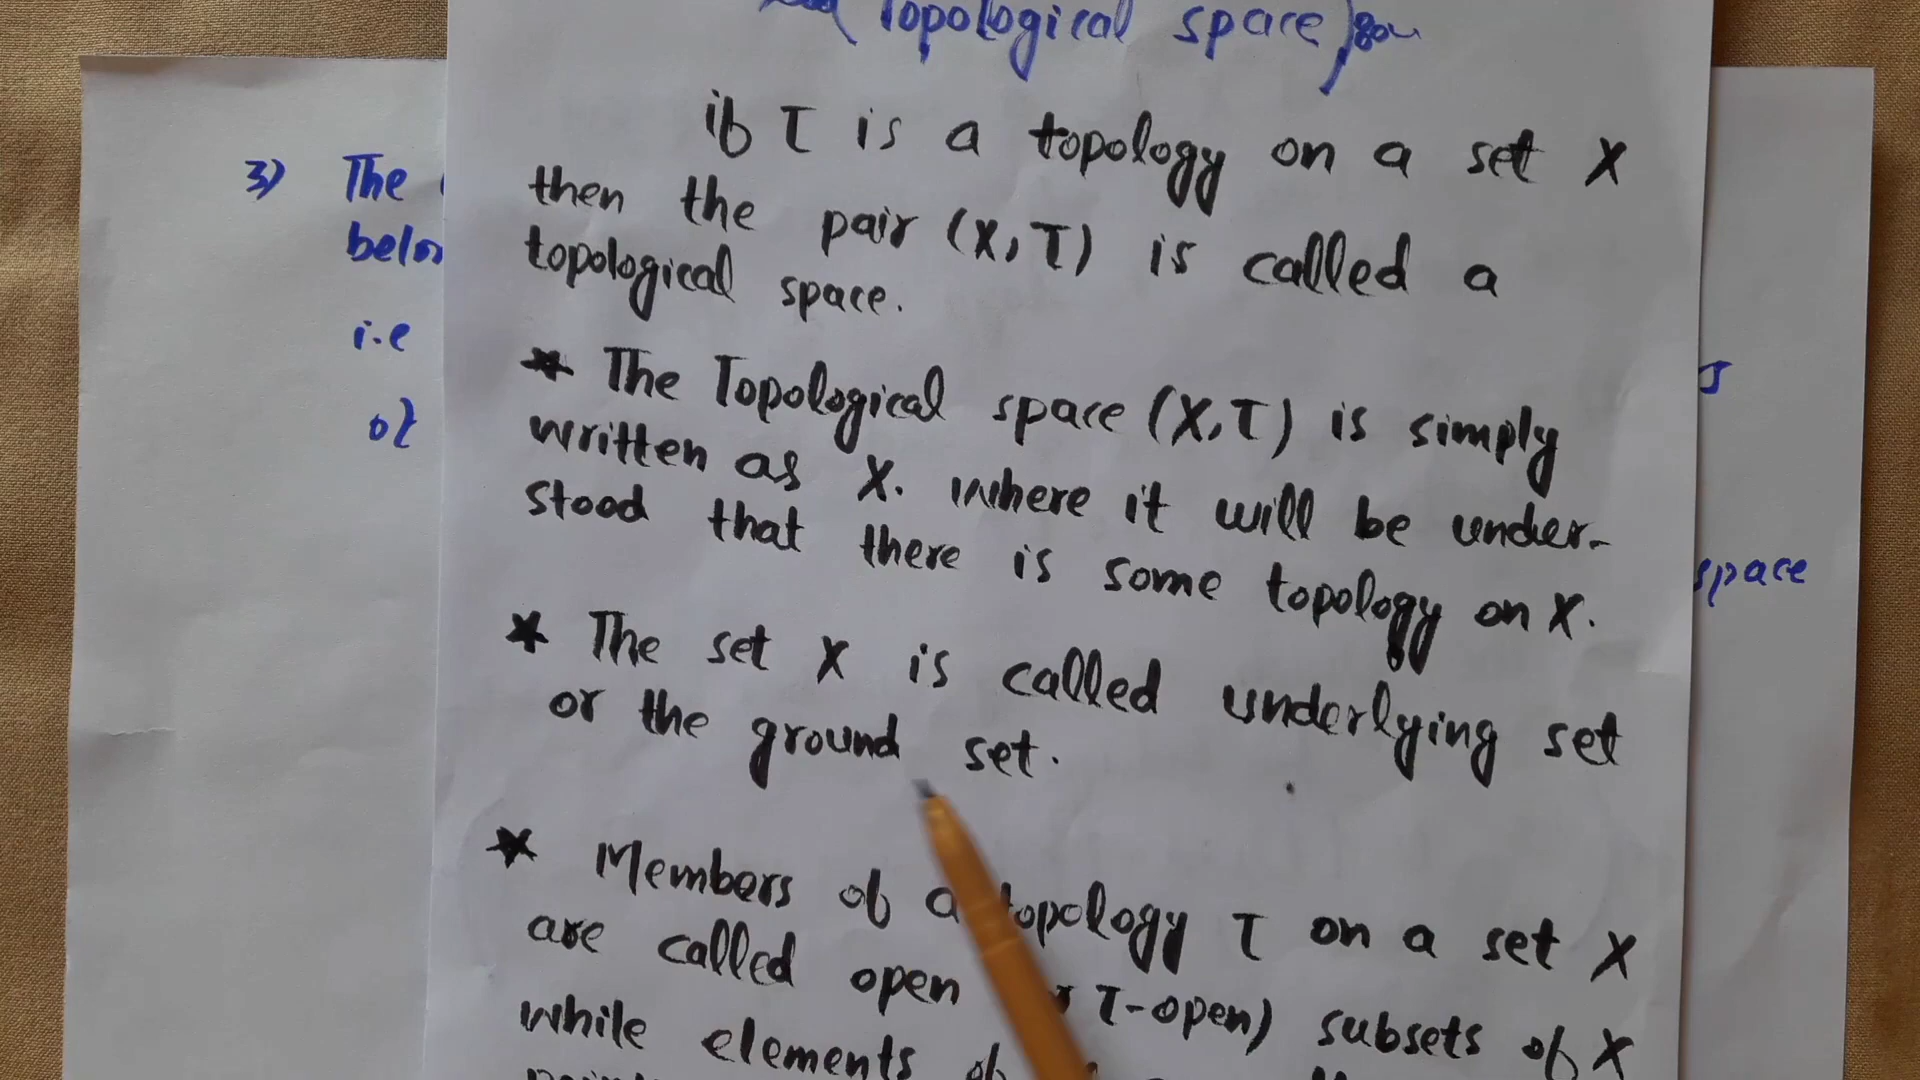 (Topological space)
if τ is a topology on a set X
then the pair (X, τ) is called a
topological space.
* The Topological space (X, τ) is simply
written as X. where it will be under-
stood that there is some topology on X.
* The set X is called underlying set
or the ground set.
* Members of a topology τ on a set X
are called open τ-open) subsets of X
while elements of
3) The
i.e
space